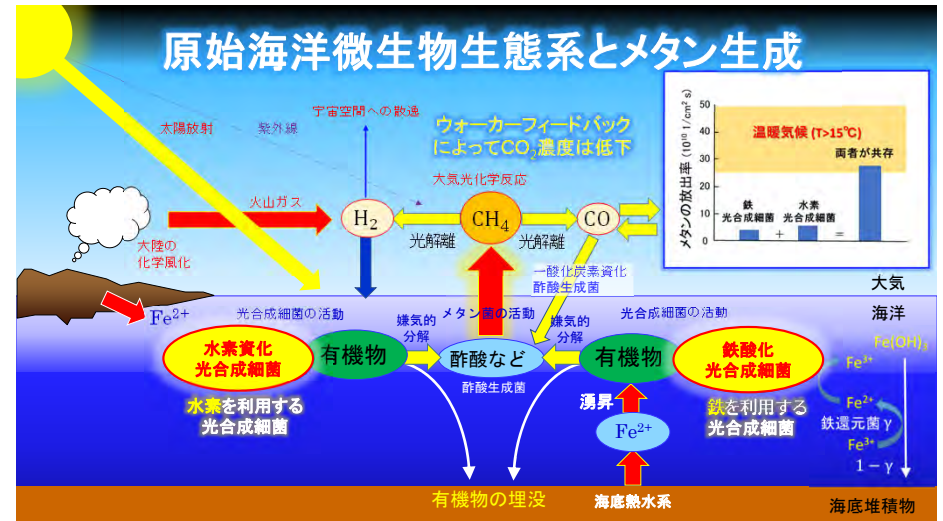 原始海洋微生物生態系とメタン生成
太陽放射
紫外線
宇宙空間への散逸
ウォーカーフィードバック
によってCO₂濃度は低下
大気光化学反応
火山ガス
H₂
CH₄
CO
光解離
光解離
大陸の
化学風化
一酸化炭素資化
酢酸生成菌
メタンの放出率 (10¹⁰ 1/cm² s)
50
40
30
20
10
0
温暖気候 (T>15℃)
両者が共存
鉄
光合成細菌
水素
光合成細菌
+
=
大気
海洋
Fe²⁺
光合成細菌の活動
嫌気的
分解
メタン菌の活動
嫌気的
分解
光合成細菌の活動
水素資化
光合成細菌
有機物
酢酸など
有機物
鉄酸化
光合成細菌
酢酸生成菌
水素を利用する
光合成細菌
湧昇
Fe²⁺
鉄を利用する
光合成細菌
Fe(OH)₃
Fe³⁺
Fe²⁺
鉄還元菌 γ
Fe³⁺
1−γ
有機物の埋没
海底熱水系
海底堆積物